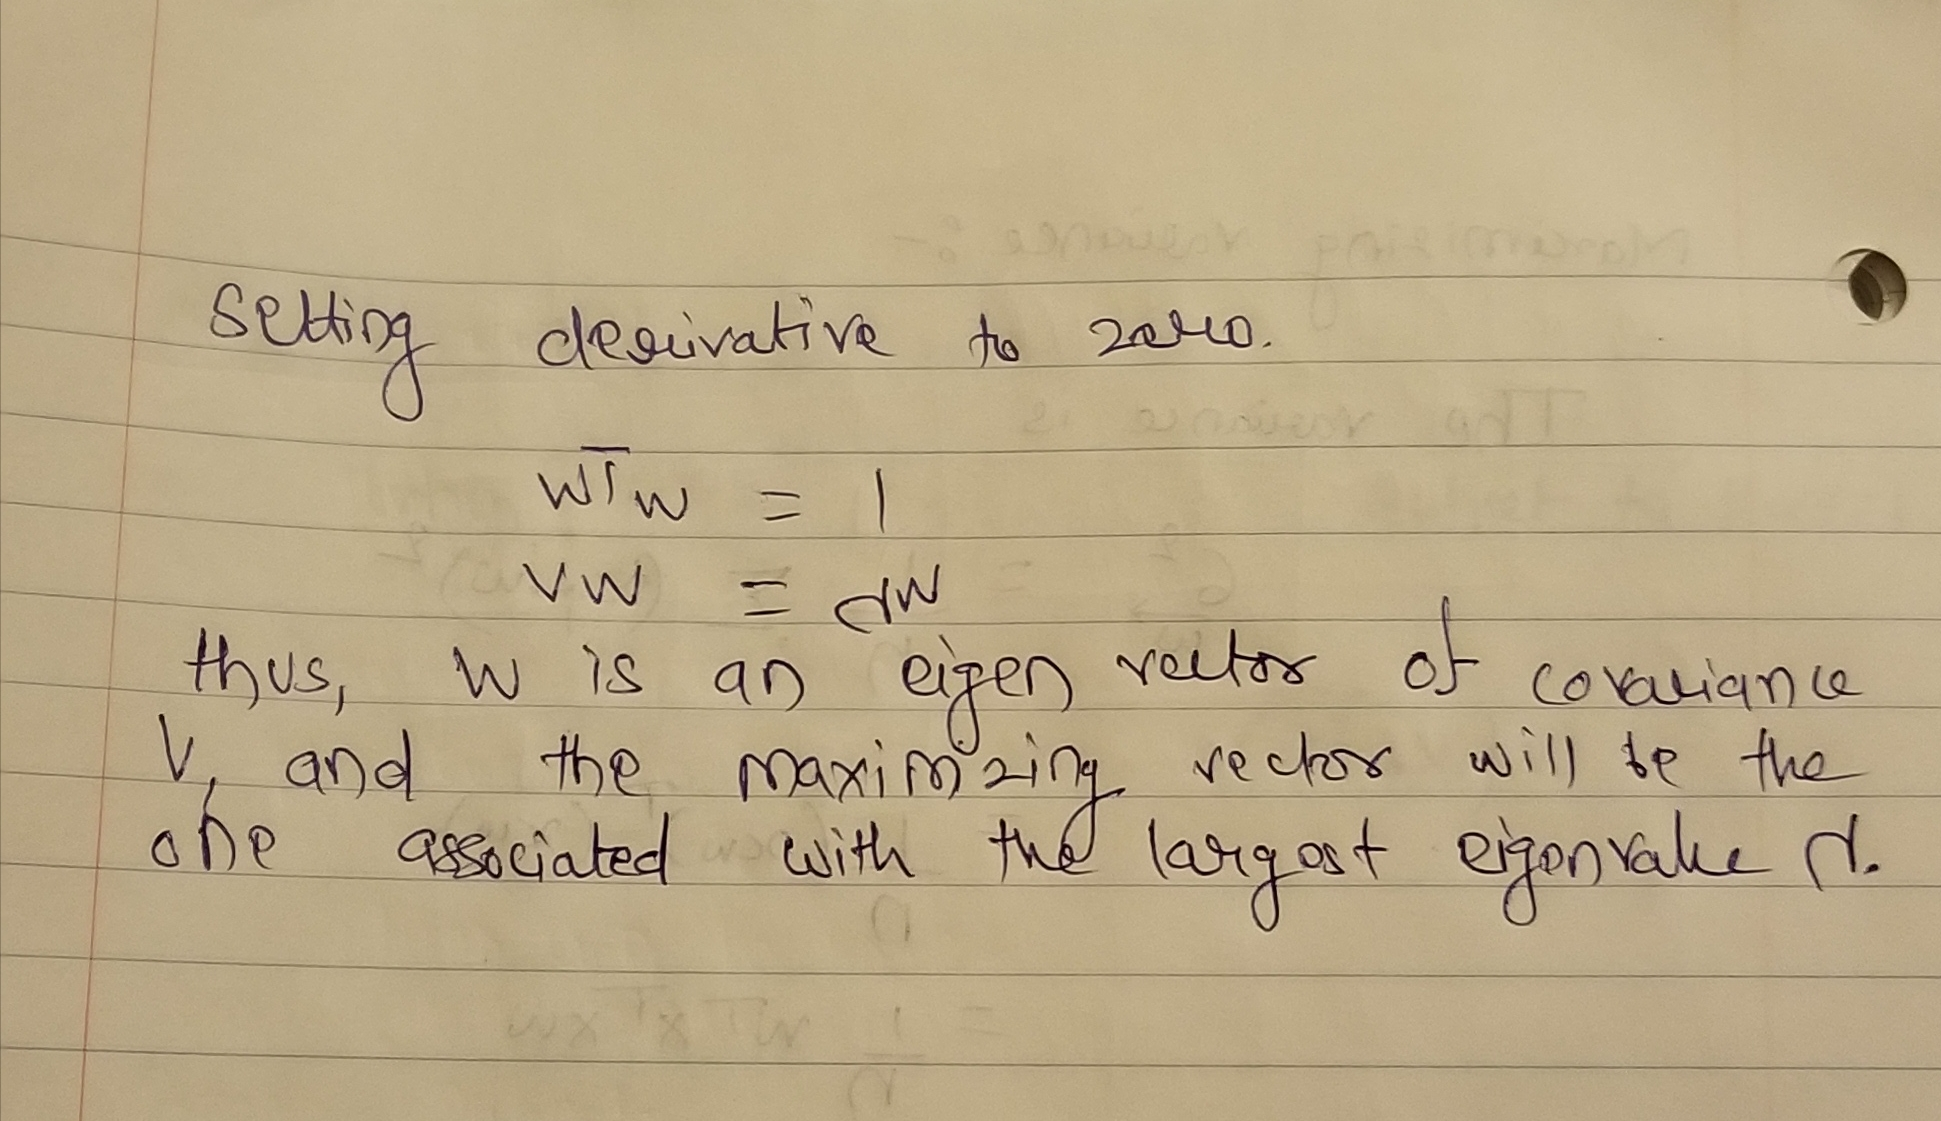 Setting derivative to zero.
wᵀw = 1
vw = λw
thus, w is an eigen vector of covariance
V, and the maximizing vector will be the
one associated with the largest eigenvalue λ.